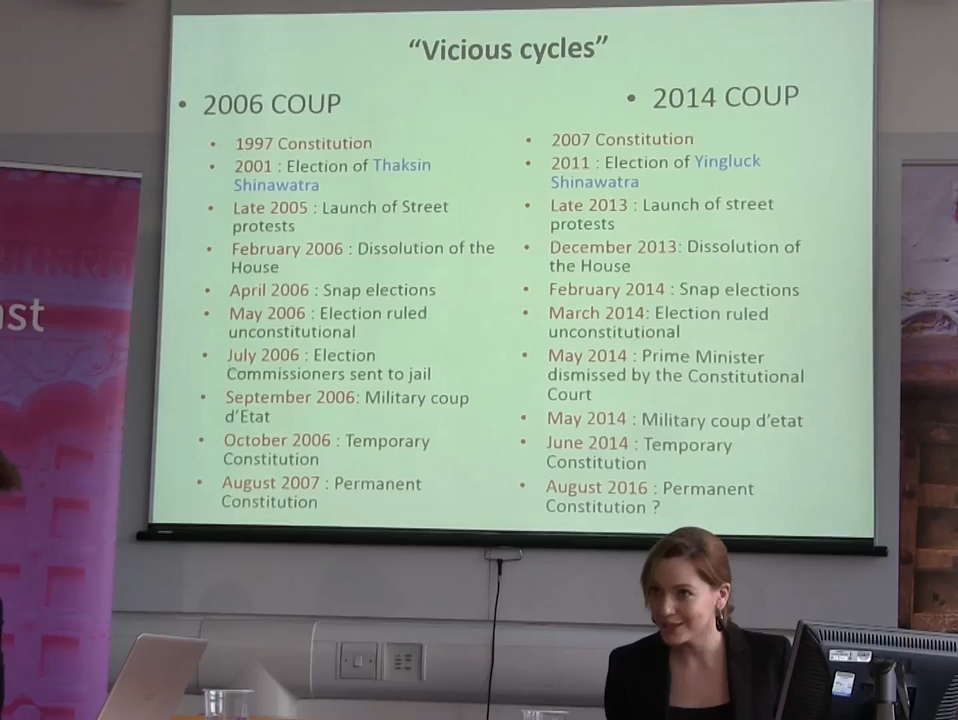 “Vicious cycles”
• 2006 COUP
• 1997 Constitution
• 2001 : Election of Thaksin
Shinawatra
• Late 2005 : Launch of Street
protests
• February 2006 : Dissolution of the
House
• April 2006 : Snap elections
• May 2006 : Election ruled
unconstitutional
• July 2006 : Election
Commissioners sent to jail
• September 2006: Military coup
d’Etat
• October 2006 : Temporary
Constitution
• August 2007 : Permanent
Constitution
• 2014 COUP
• 2007 Constitution
• 2011 : Election of Yingluck
Shinawatra
• Late 2013 : Launch of street
protests
• December 2013: Dissolution of
the House
• February 2014 : Snap elections
• March 2014: Election ruled
unconstitutional
• May 2014 : Prime Minister
dismissed by the Constitutional
Court
• May 2014 : Military coup d’etat
• June 2014 : Temporary
Constitution
• August 2016 : Permanent
Constitution ?